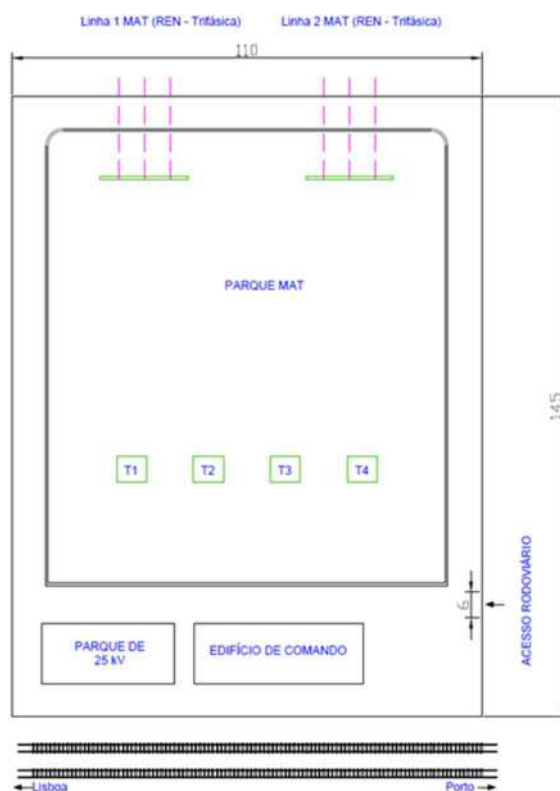 Linha 1 MAT (REN - Trifásica) Linha 2 MAT (REN - Trifásica)
110
PARQUE MAT
145
T1 T2 T3 T4
ACESSO RODOVIÁRIO
6
PARQUE DE
25 kV
EDIFÍCIO DE COMANDO
Lisboa Porto